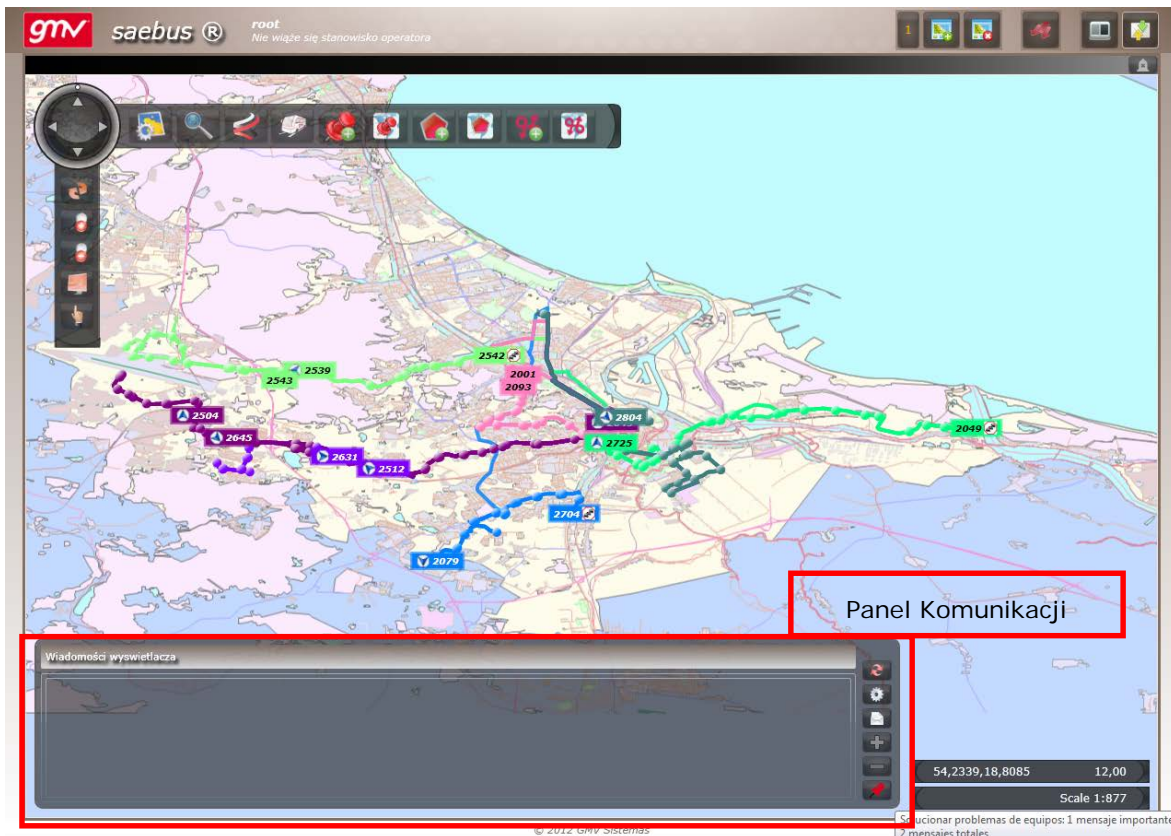 gmv saebus ®
root
Nie wiąże się stanowisko operatora
1
2542
2539
2543
2001
2093
2504
2804
2645
2725
2049
2631
2512
2704
2079
Panel Komunikacji
Wiadomości wyswietlacza
54,2339,18,8085 12,00
Scale 1:877
© 2012 GMV Sistemas
Solucionar problemas de equipos: 1 mensaje importante
2 mensajes totales